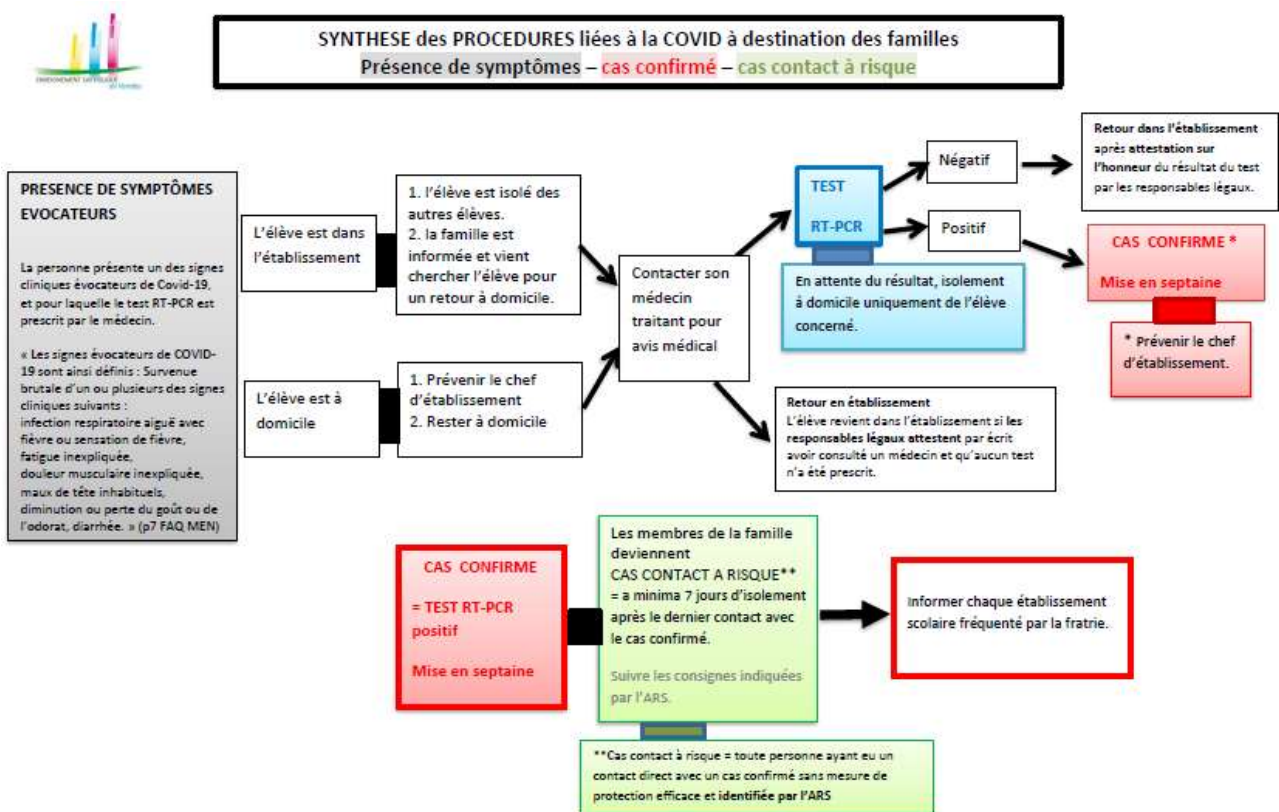 ENSEIGNEMENT CATHOLIQUE
SYNTHESE des PROCEDURES liées à la COVID à destination des familles
Présence de symptômes – cas confirmé – cas contact à risque
PRESENCE DE SYMPTÔMES
EVOCATEURS
La personne présente un des signes
cliniques évocateurs de Covid-19,
et pour laquelle le test RT-PCR est
prescrit par le médecin.
« Les signes évocateurs de COVID-
19 sont ainsi définis : Survenue
brutale d'un ou plusieurs des signes
cliniques suivants :
infection respiratoire aiguë avec
fièvre ou sensation de fièvre,
fatigue inexpliquée,
douleur musculaire inexpliquée,
maux de tête inhabituels,
diminution ou perte du goût ou de
l'odorat, diarrhée. » (p7 FAQ MEN)
L'élève est dans
l'établissement
1. l'élève est isolé des
autres élèves.
2. la famille est
informée et vient
chercher l'élève pour
un retour à domicile.
L'élève est à
domicile
1. Prévenir le chef
d'établissement
2. Rester à domicile
Contacter son
médecin
traitant pour
avis médical
TEST
RT-PCR
En attente du résultat, isolement
à domicile uniquement de l'élève
concerné.
Négatif
Positif
Retour dans l'établissement
après attestation sur
l'honneur du résultat du test
par les responsables légaux.
CAS CONFIRME *
Mise en septaine
* Prévenir le chef
d'établissement.
Retour en établissement
L'élève revient dans l'établissement si les
responsables légaux attestent par écrit
avoir consulté un médecin et qu'aucun test
n'a été prescrit.
CAS CONFIRME
= TEST RT-PCR
positif
Mise en septaine
Les membres de la famille
deviennent
CAS CONTACT A RISQUE**
= a minima 7 jours d'isolement
après le dernier contact avec
le cas confirmé.
Suivre les consignes indiquées
par l'ARS.
Informer chaque établissement
scolaire fréquenté par la fratrie.
**Cas contact à risque = toute personne ayant eu un
contact direct avec un cas confirmé sans mesure de
protection efficace et identifiée par l'ARS